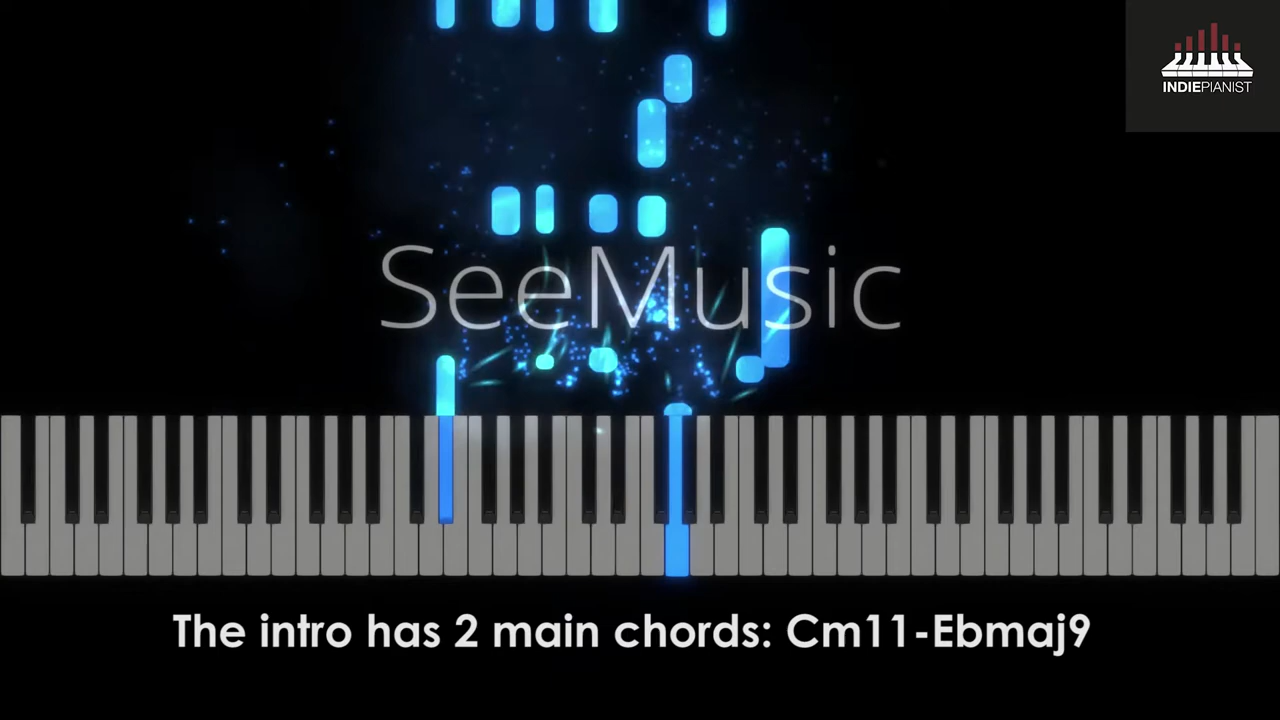 INDIEPIANIST
SeeMusic
The intro has 2 main chords: Cm11-Ebmaj9